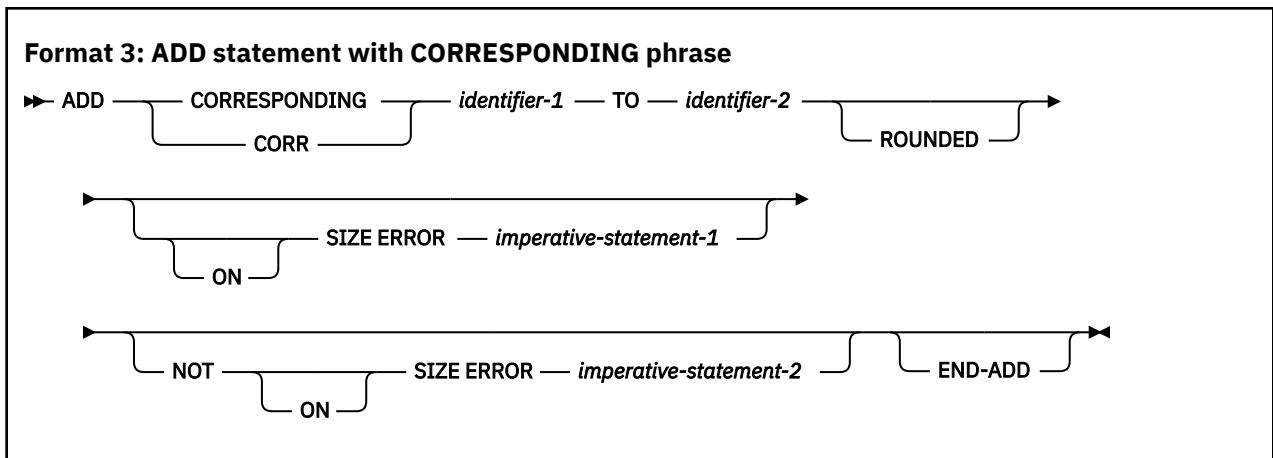 Format 3: ADD statement with CORRESPONDING phrase
ADD CORRESPONDING identifier-1 TO identifier-2
CORR ROUNDED
SIZE ERROR imperative-statement-1
ON
NOT SIZE ERROR imperative-statement-2 END-ADD
ON